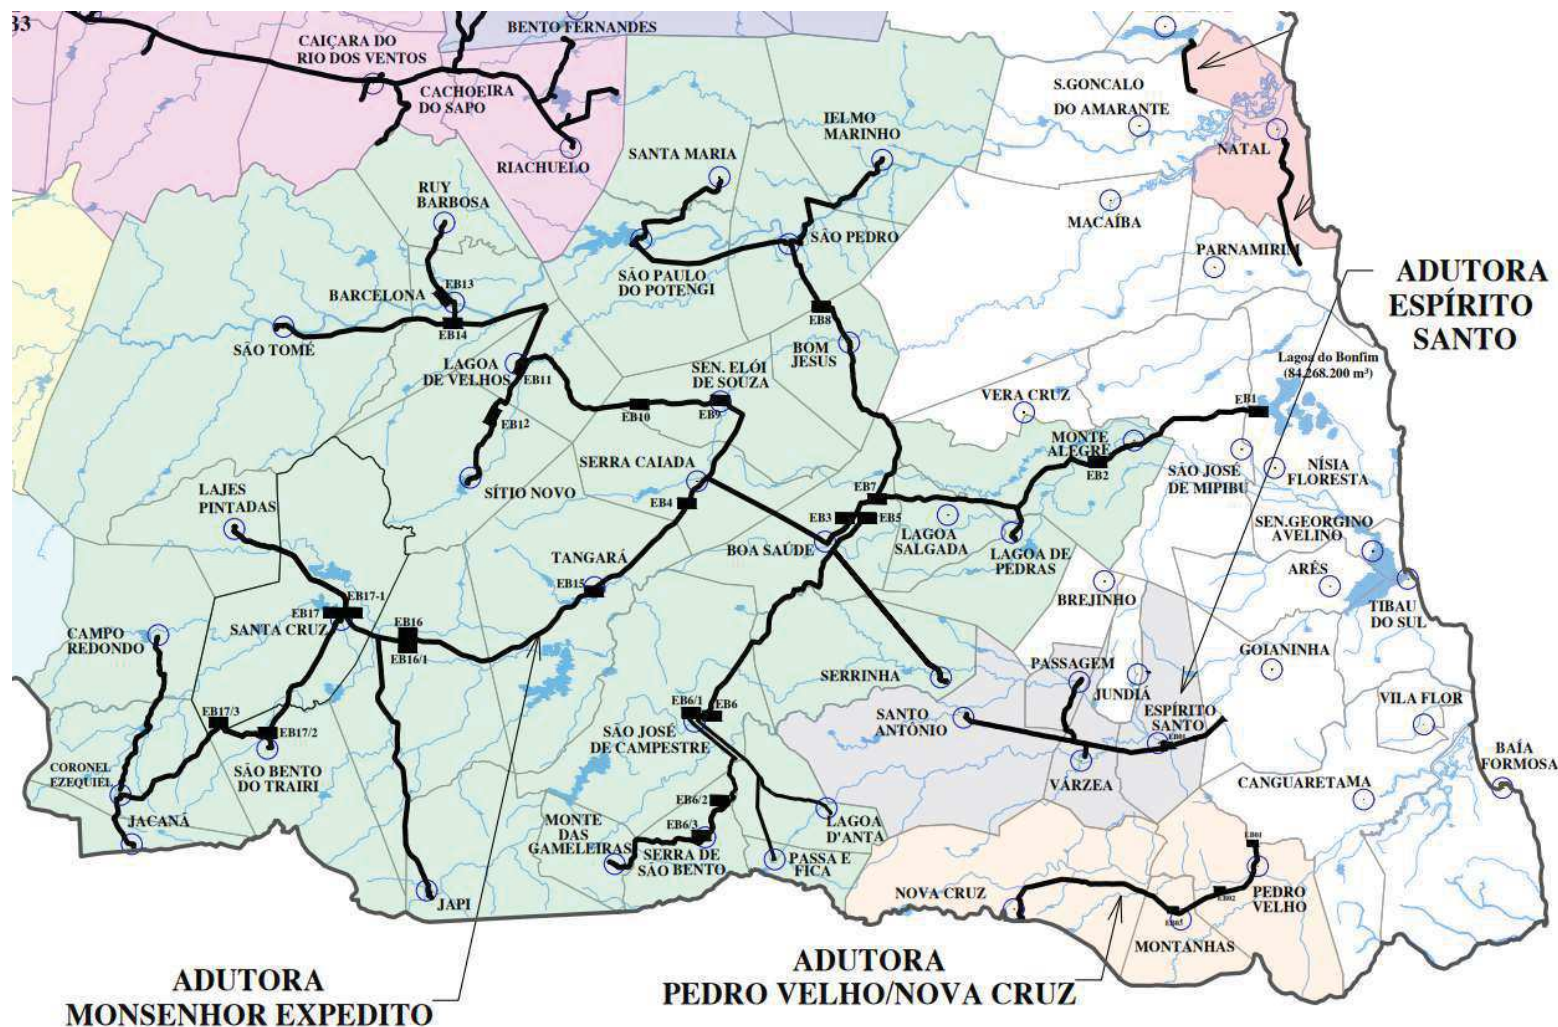 33
BENTO FERNANDES
CAIÇARA DO
RIO DOS VENTOS
CACHOEIRA
DO SAPO
RIACHUELO
S.GONCALO
DO AMARANTE
IELMO
MARINHO
NATAL
SANTA MARIA
RUY
BARBOSA
MACAÍBA
SÃO PEDRO
PARNAMIRIM
SÃO PAULO
DO POTENGI
ADUTORA
ESPÍRITO
SANTO
EB13
BARCELONA
EB14
EB8
SÃO TOMÉ
BOM
JESUS
LAGOA
DE VELHOS
EB11
SEN. ELÓI
DE SOUZA
Lagoa do Bonfim
(84.268.200 m³)
VERA CRUZ
EB1
EB10
EB9
EB12
MONTE
ALEGRE
EB2
SERRA CAIADA
SÃO JOSÉ
DE MIPIBU
NÍSIA
FLORESTA
SÍTIO NOVO
LAJES
PINTADAS
EB4
EB7
EB3
EB5
LAGOA
SALGADA
LAGOA DE
PEDRAS
SEN.GEORGINO
AVELINO
BOA SAÚDE
TANGARÁ
EB15
ARÊS
BREJINHO
TIBAU
DO SUL
EB17-1
EB17
SANTA CRUZ
EB16
EB16/1
CAMPO
REDONDO
GOIANINHA
PASSAGEM
JUNDIÁ
SERRINHA
VILA FLOR
EB6/1
EB6
SANTO
ANTÔNIO
ESPÍRITO
SANTO
EB01
EB17/3
EB17/2
SÃO JOSÉ
DE CAMPESTRE
BAÍA
FORMOSA
CORONEL
EZEQUIEL
SÃO BENTO
DO TRAIRI
VÁRZEA
CANGUARETAMA
EB6/2
JAÇANÃ
MONTE
DAS
GAMELEIRAS
EB6/3
LAGOA
D'ANTA
SERRA DE
SÃO BENTO
PASSA E
FICA
EB01
JAPI
NOVA CRUZ
EB02
PEDRO
VELHO
EB03
MONTANHAS
ADUTORA
MONSENHOR EXPEDITO
ADUTORA
PEDRO VELHO/NOVA CRUZ